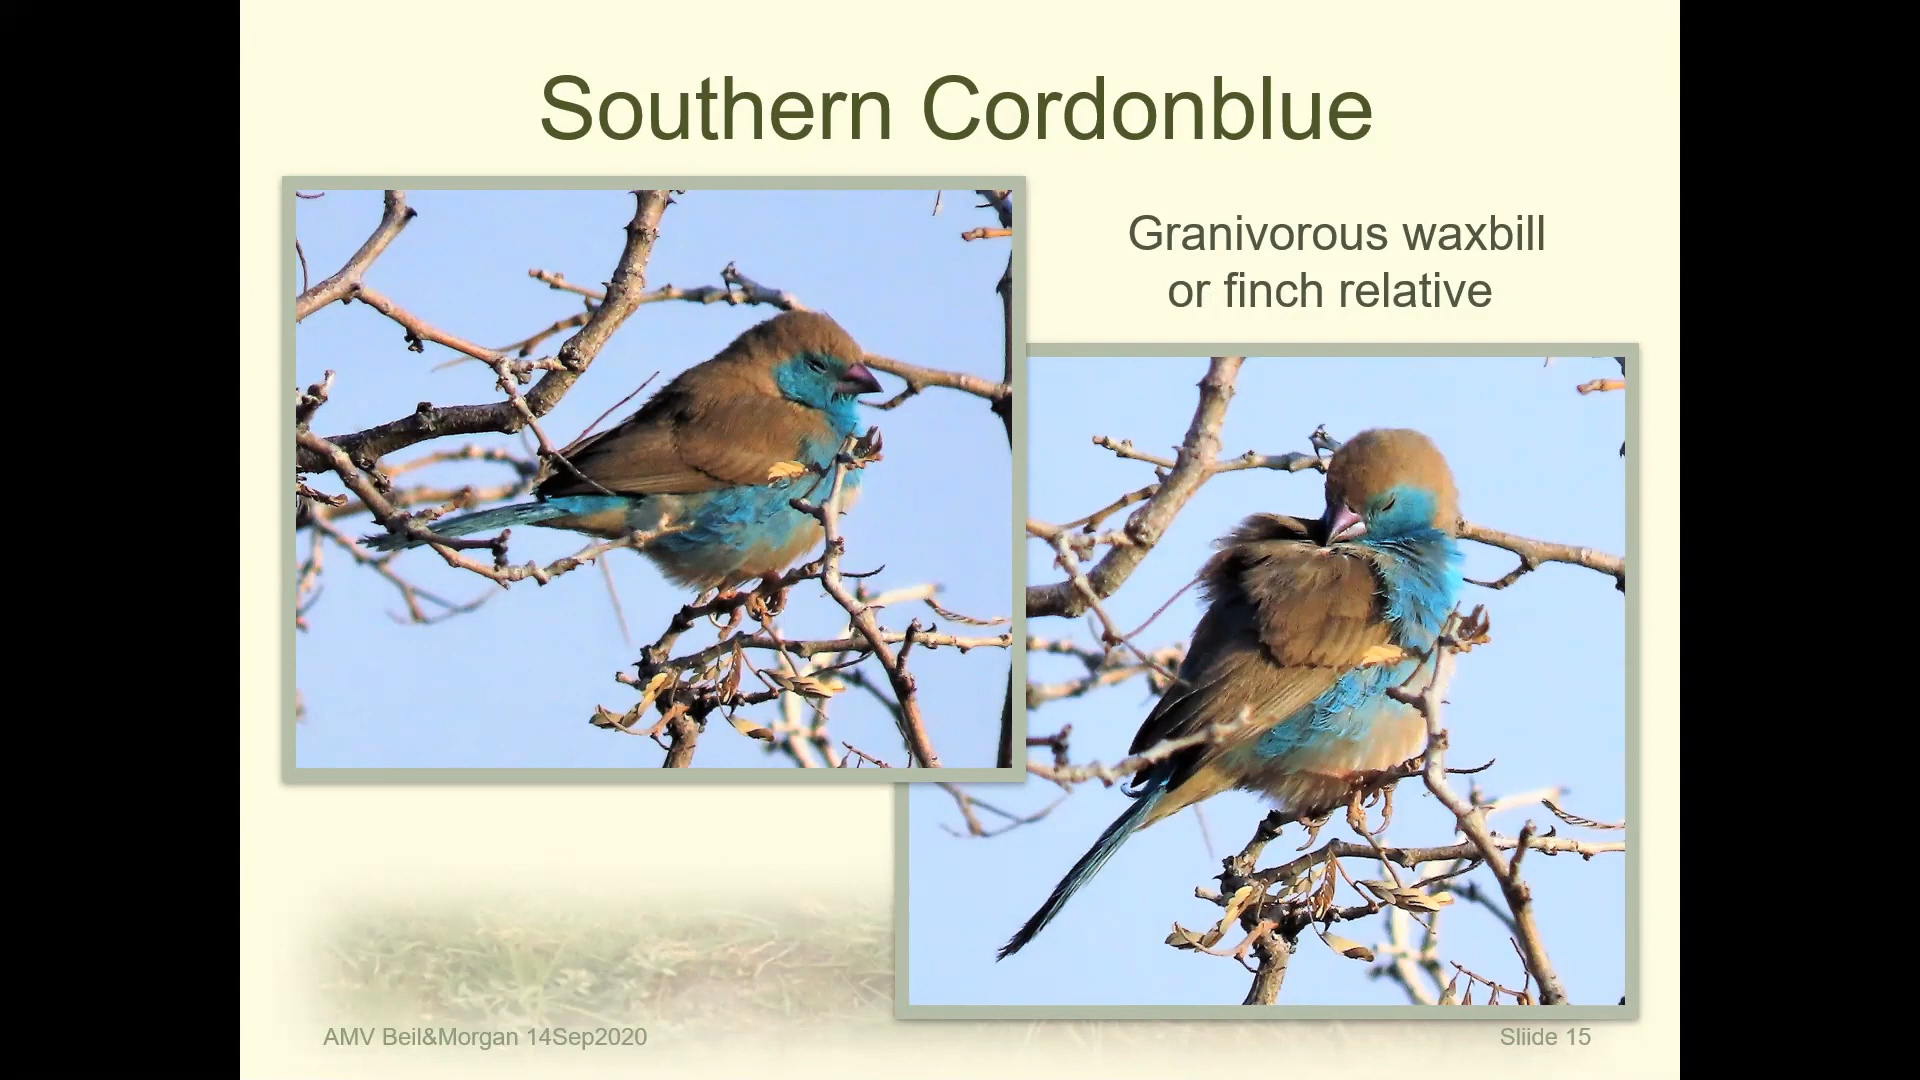 Southern Cordonblue
Granivorous waxbill
or finch relative
AMV Beil&Morgan 14Sep2020
Sliide 15